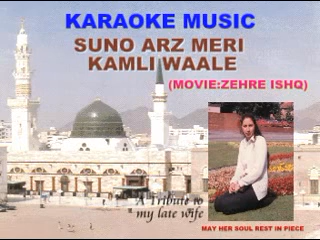 KARAOKE MUSIC
SUNO ARZ MERI
KAMLI WAALE
(MOVIE:ZEHRE ISHQ)
A Tribute to
my late wife
MAY HER SOUL REST IN PIECE